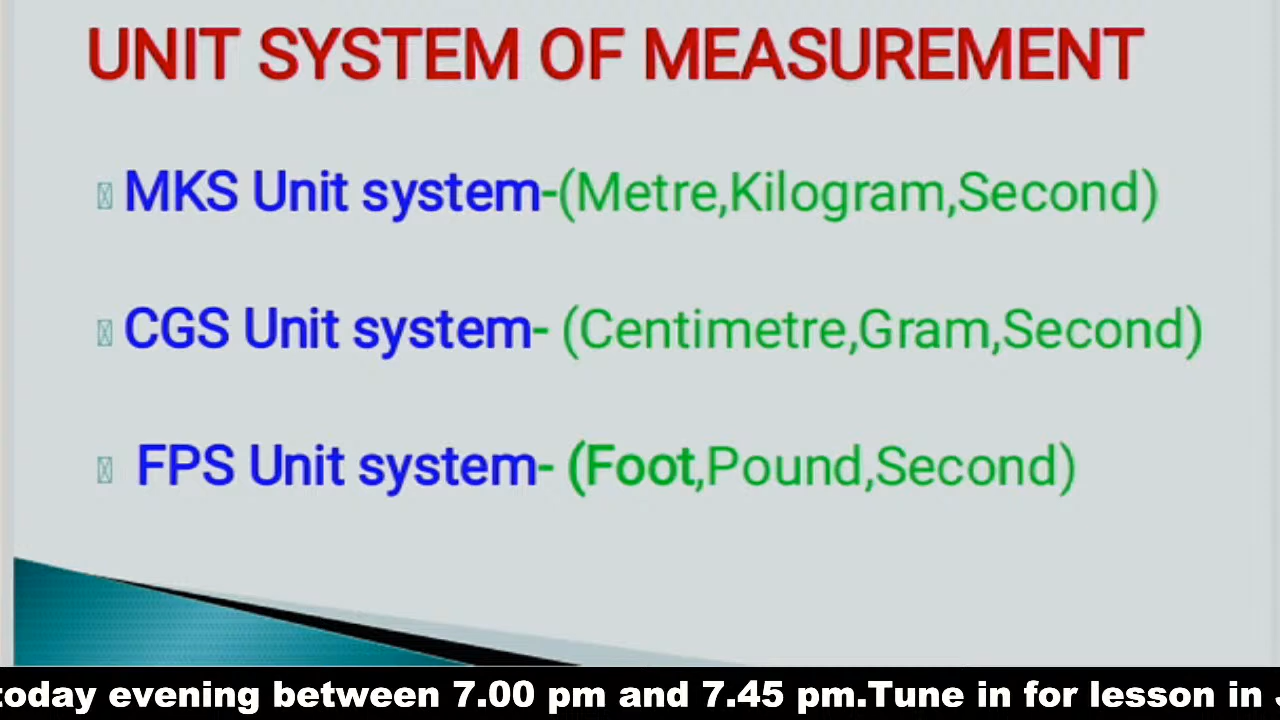 UNIT SYSTEM OF MEASUREMENT
MKS Unit system-(Metre,Kilogram,Second)
CGS Unit system- (Centimetre,Gram,Second)
FPS Unit system- (Foot,Pound,Second)
today evening between 7.00 pm and 7.45 pm.Tune in for lesson in